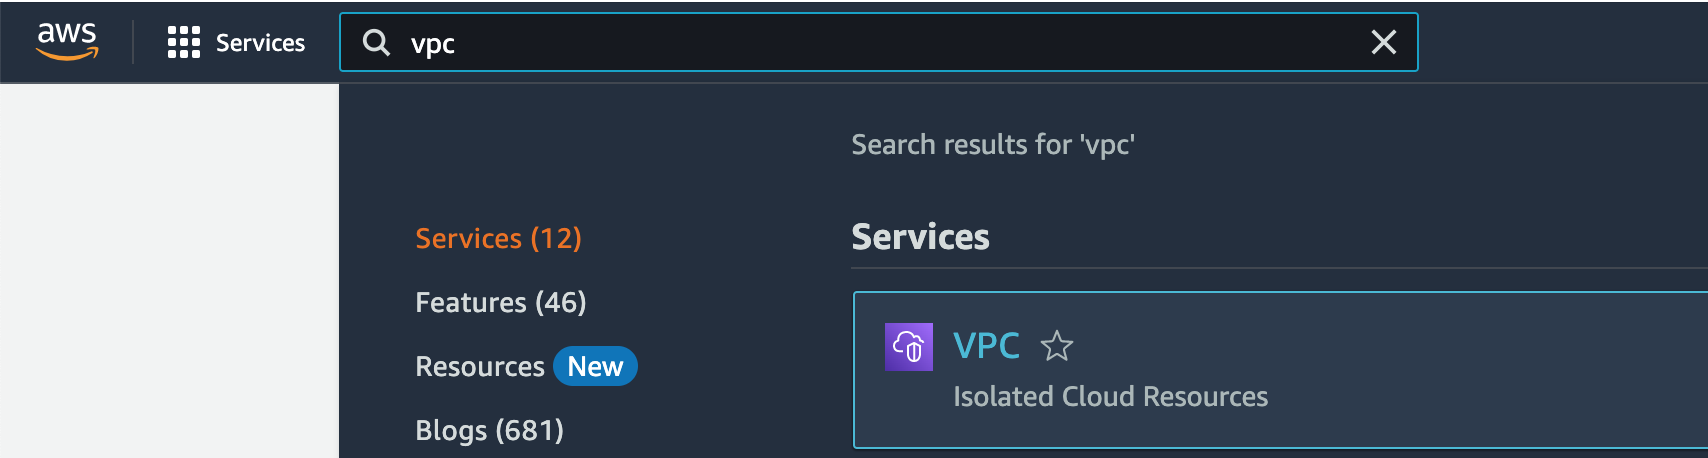 aws
Services
vpc
Search results for 'vpc'
Services (12)
Features (46)
Resources New
Blogs (681)
Services
VPC
Isolated Cloud Resources